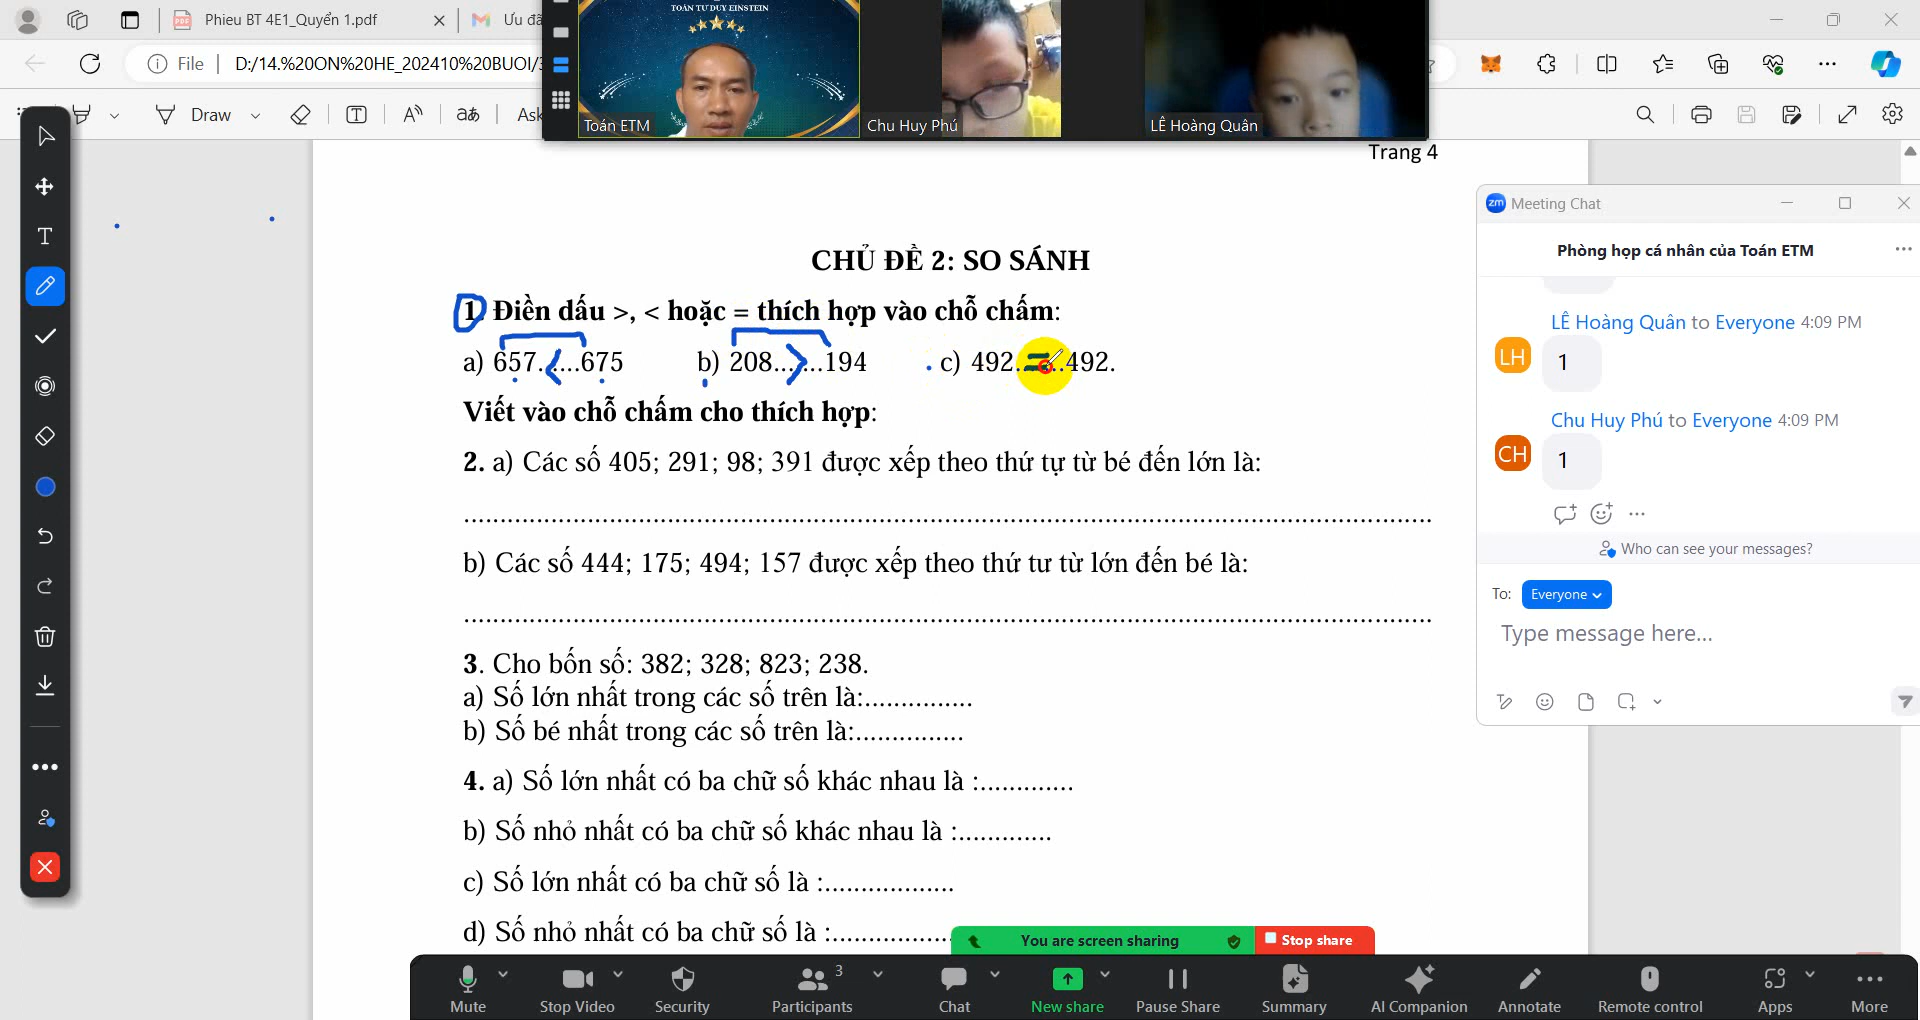 Phieu BT 4E1_Quyển 1.pdf
Ưu đã
File
D:/14.%20ON%20HE_202410%20BUOI/3
Draw
aあ
Ask
TOÁN TƯ DUY EINSTEIN
Toán ETM
Chu Huy Phú
LÊ Hoàng Quân
Trang 4
CHỦ ĐỀ 2: SO SÁNH
1. Điền dấu >, < hoặc = thích hợp vào chỗ chấm:
a) 657..<...675 b) 208...>...194 c) 492..=...492.
Viết vào chỗ chấm cho thích hợp:
2. a) Các số 405; 291; 98; 391 được xếp theo thứ tự từ bé đến lớn là:
b) Các số 444; 175; 494; 157 được xếp theo thứ tư từ lớn đến bé là:
3. Cho bốn số: 382; 328; 823; 238.
a) Số lớn nhất trong các số trên là:...............
b) Số bé nhất trong các số trên là:...............
4. a) Số lớn nhất có ba chữ số khác nhau là :.............
b) Số nhỏ nhất có ba chữ số khác nhau là :.............
c) Số lớn nhất có ba chữ số là :..................
d) Số nhỏ nhất có ba chữ số là :..................
zm Meeting Chat
Phòng họp cá nhân của Toán ETM
LÊ Hoàng Quân to Everyone 4:09 PM
LH
1
Chu Huy Phú to Everyone 4:09 PM
CH
1
Who can see your messages?
To: Everyone
Type message here...
You are screen sharing
Stop share
3
Mute
Stop Video
Security
Participants
Chat
New share
Pause Share
Summary
AI Companion
Annotate
Remote control
Apps
More